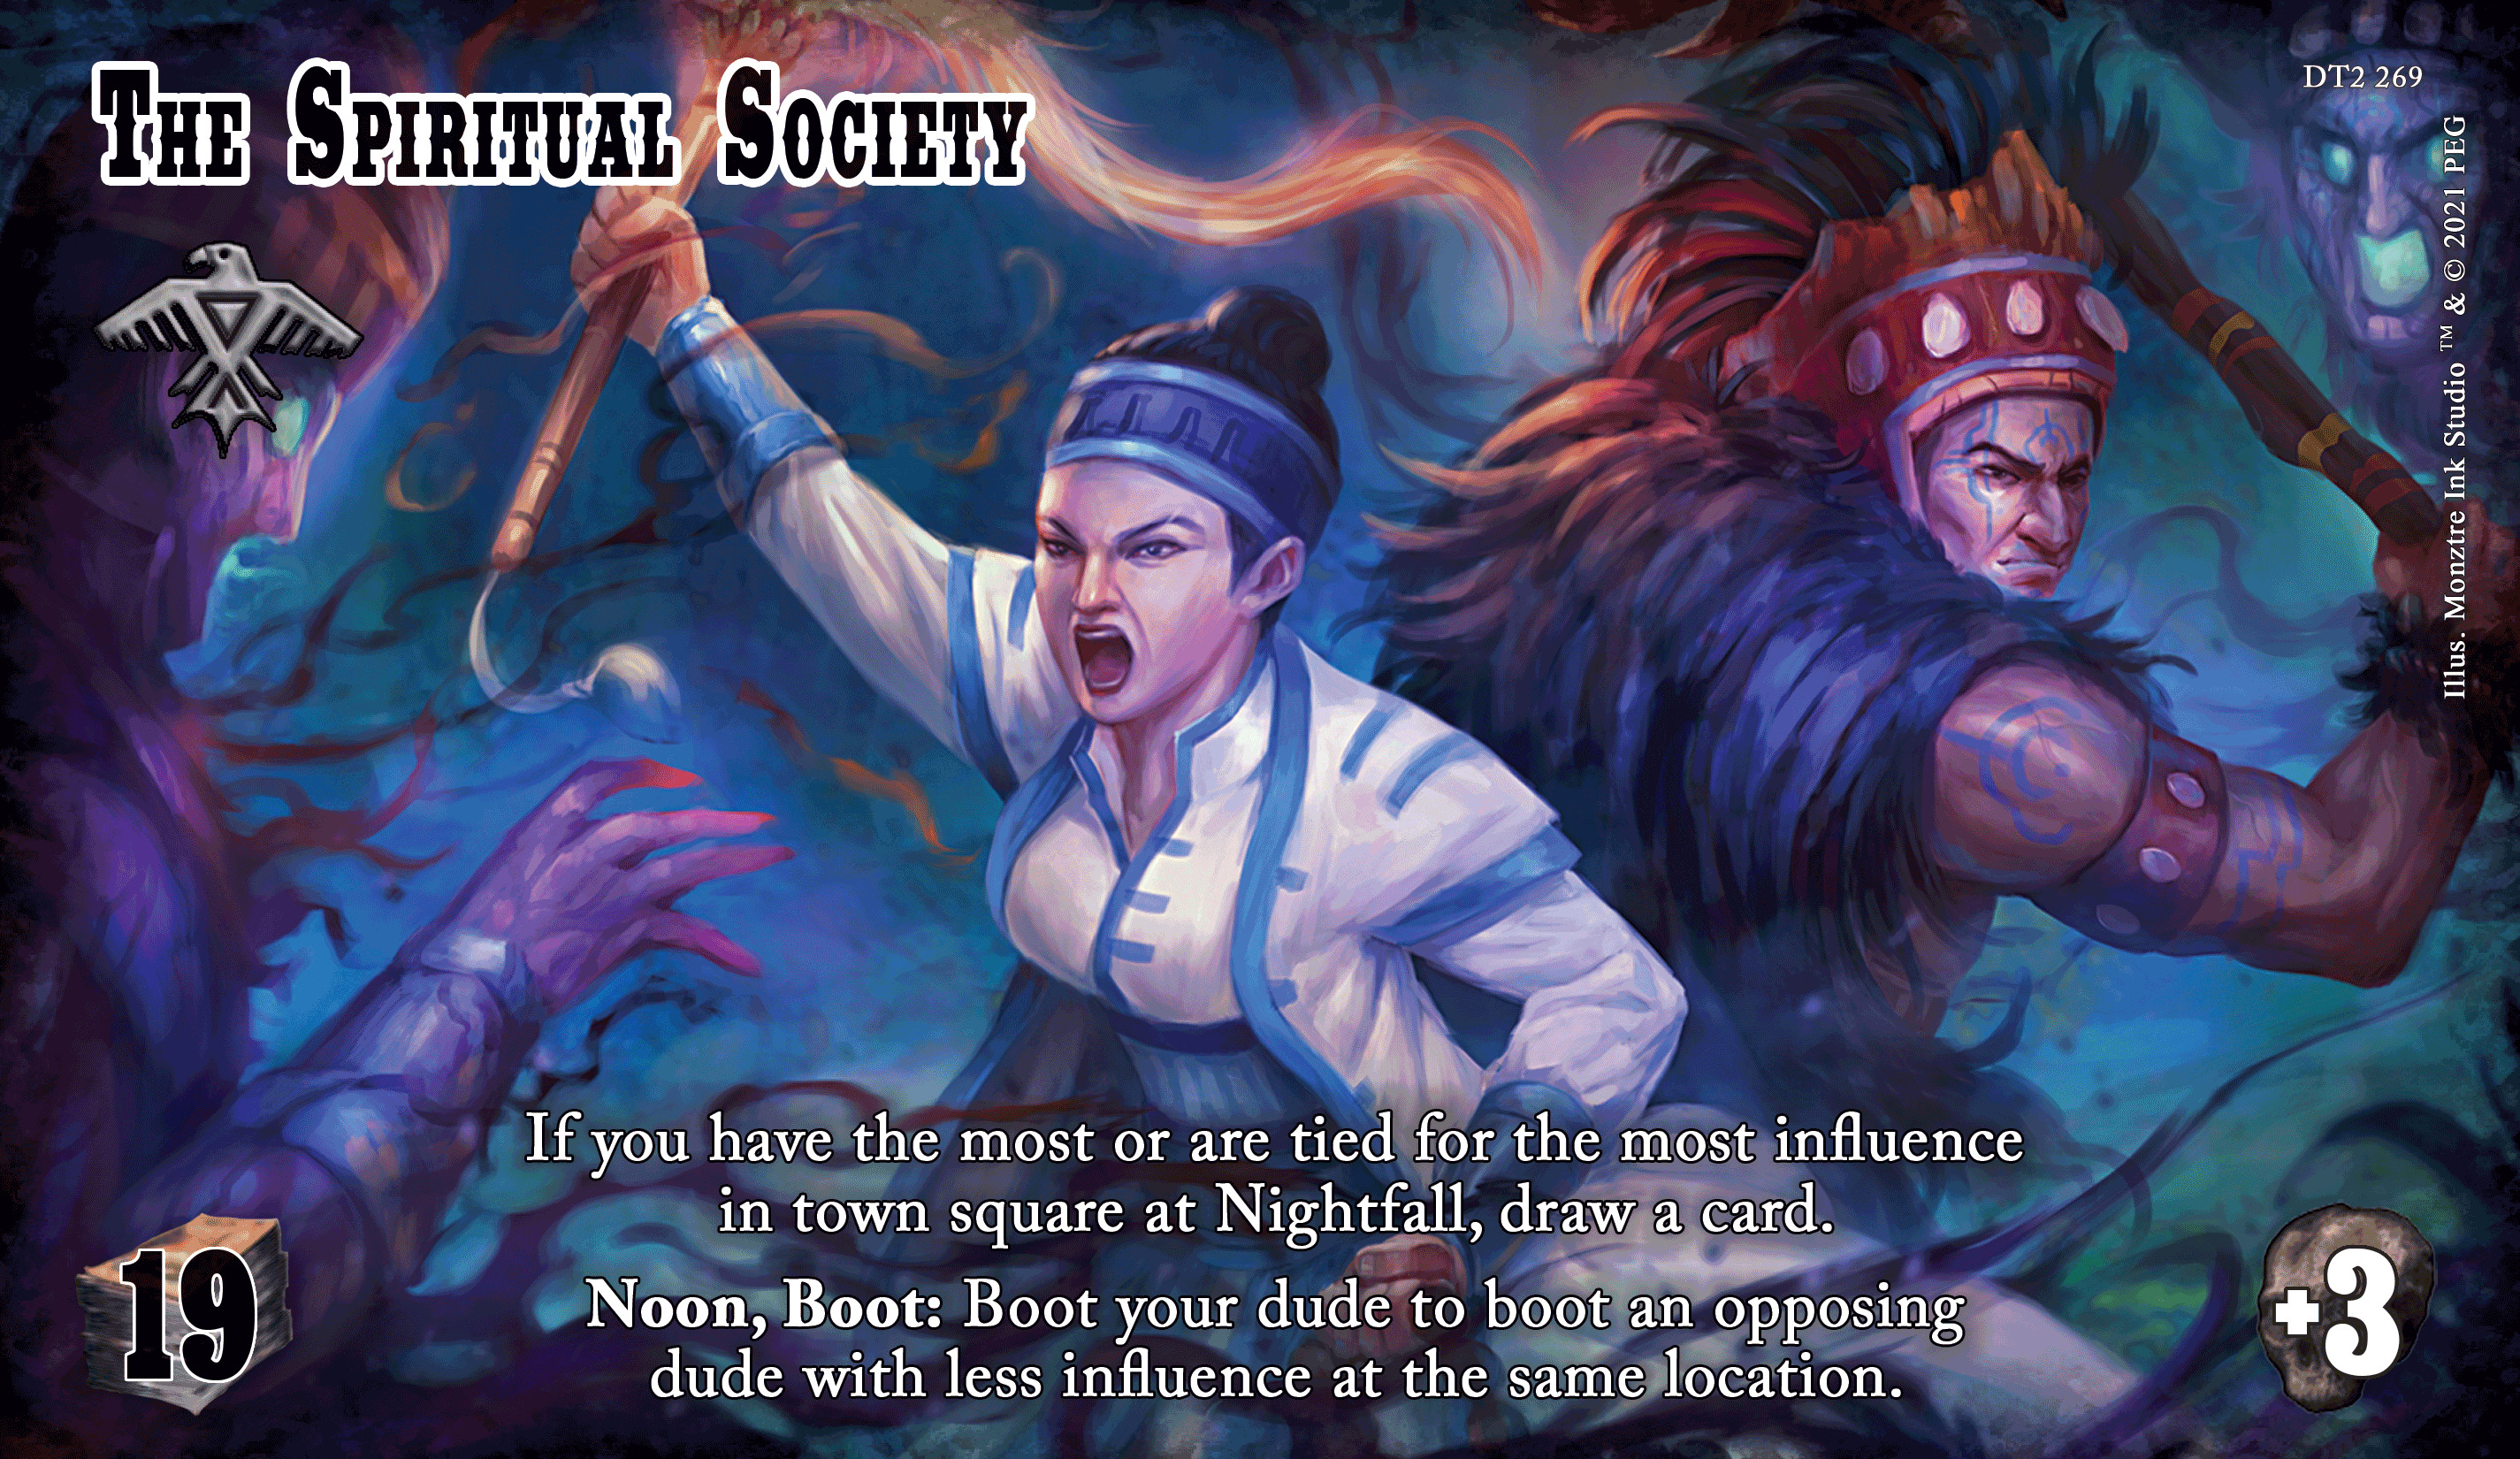 The Spiritual Society
DT2 269
Illus. Monztre Ink Studio ™ & © 2021 PEG
If you have the most or are tied for the most influence
in town square at Nightfall, draw a card.
Noon, Boot: Boot your dude to boot an opposing
dude with less influence at the same location.
19
+3